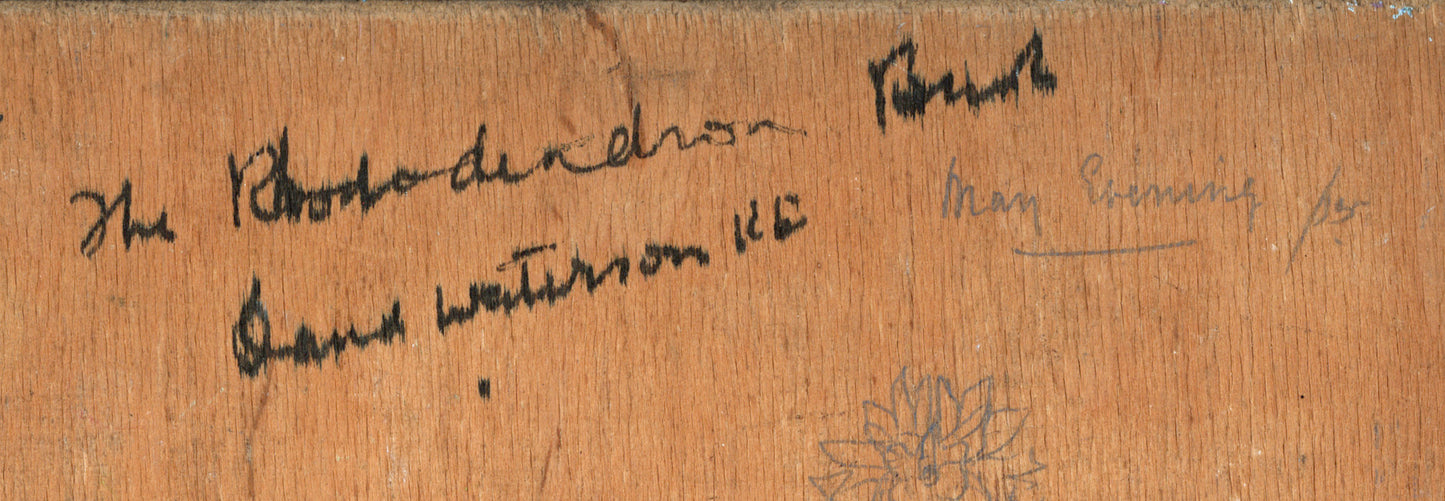 The Rhododendron Bush
David Waterson RE
May Evening